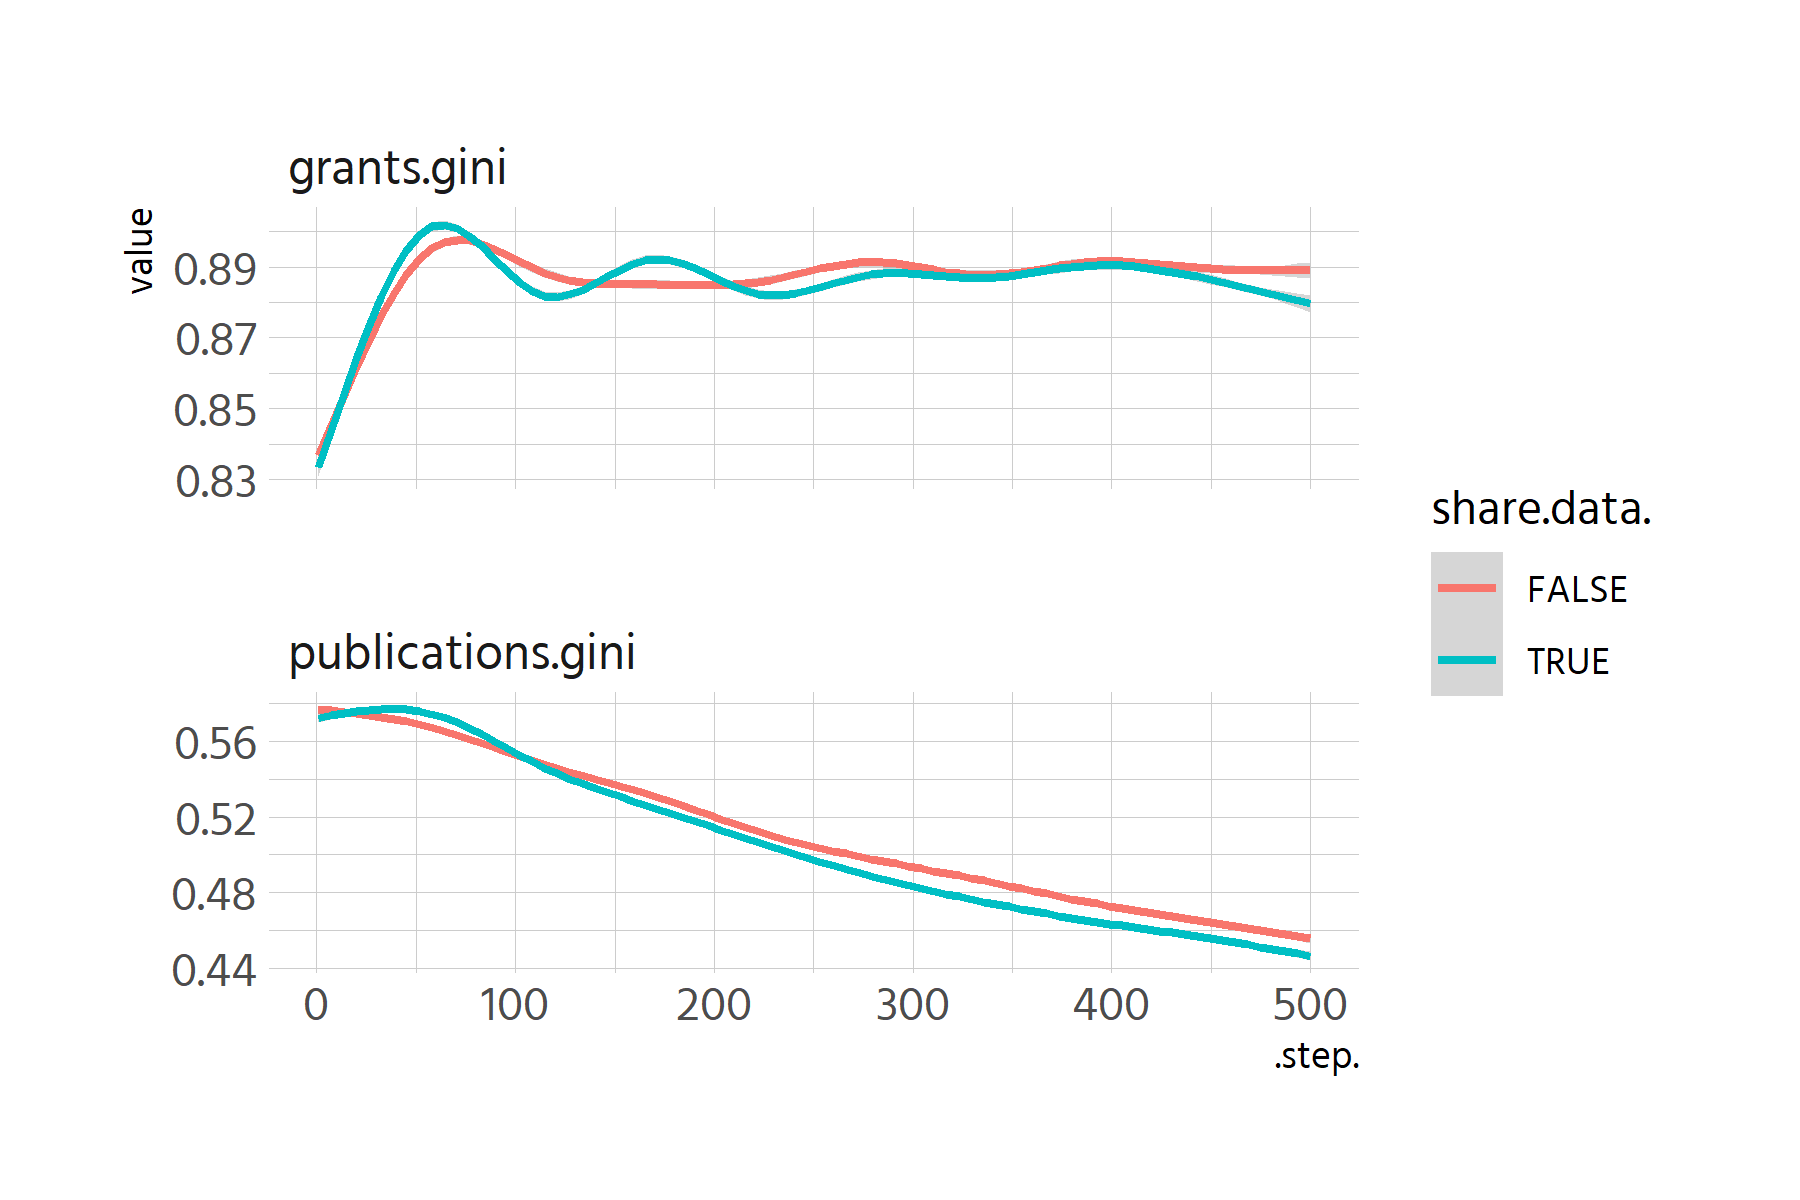 grants.gini
value
0.89
0.87
0.85
0.83
publications.gini
0.56
0.52
0.48
0.44
0 100 200 300 400 500
.step.
share.data.
FALSE
TRUE